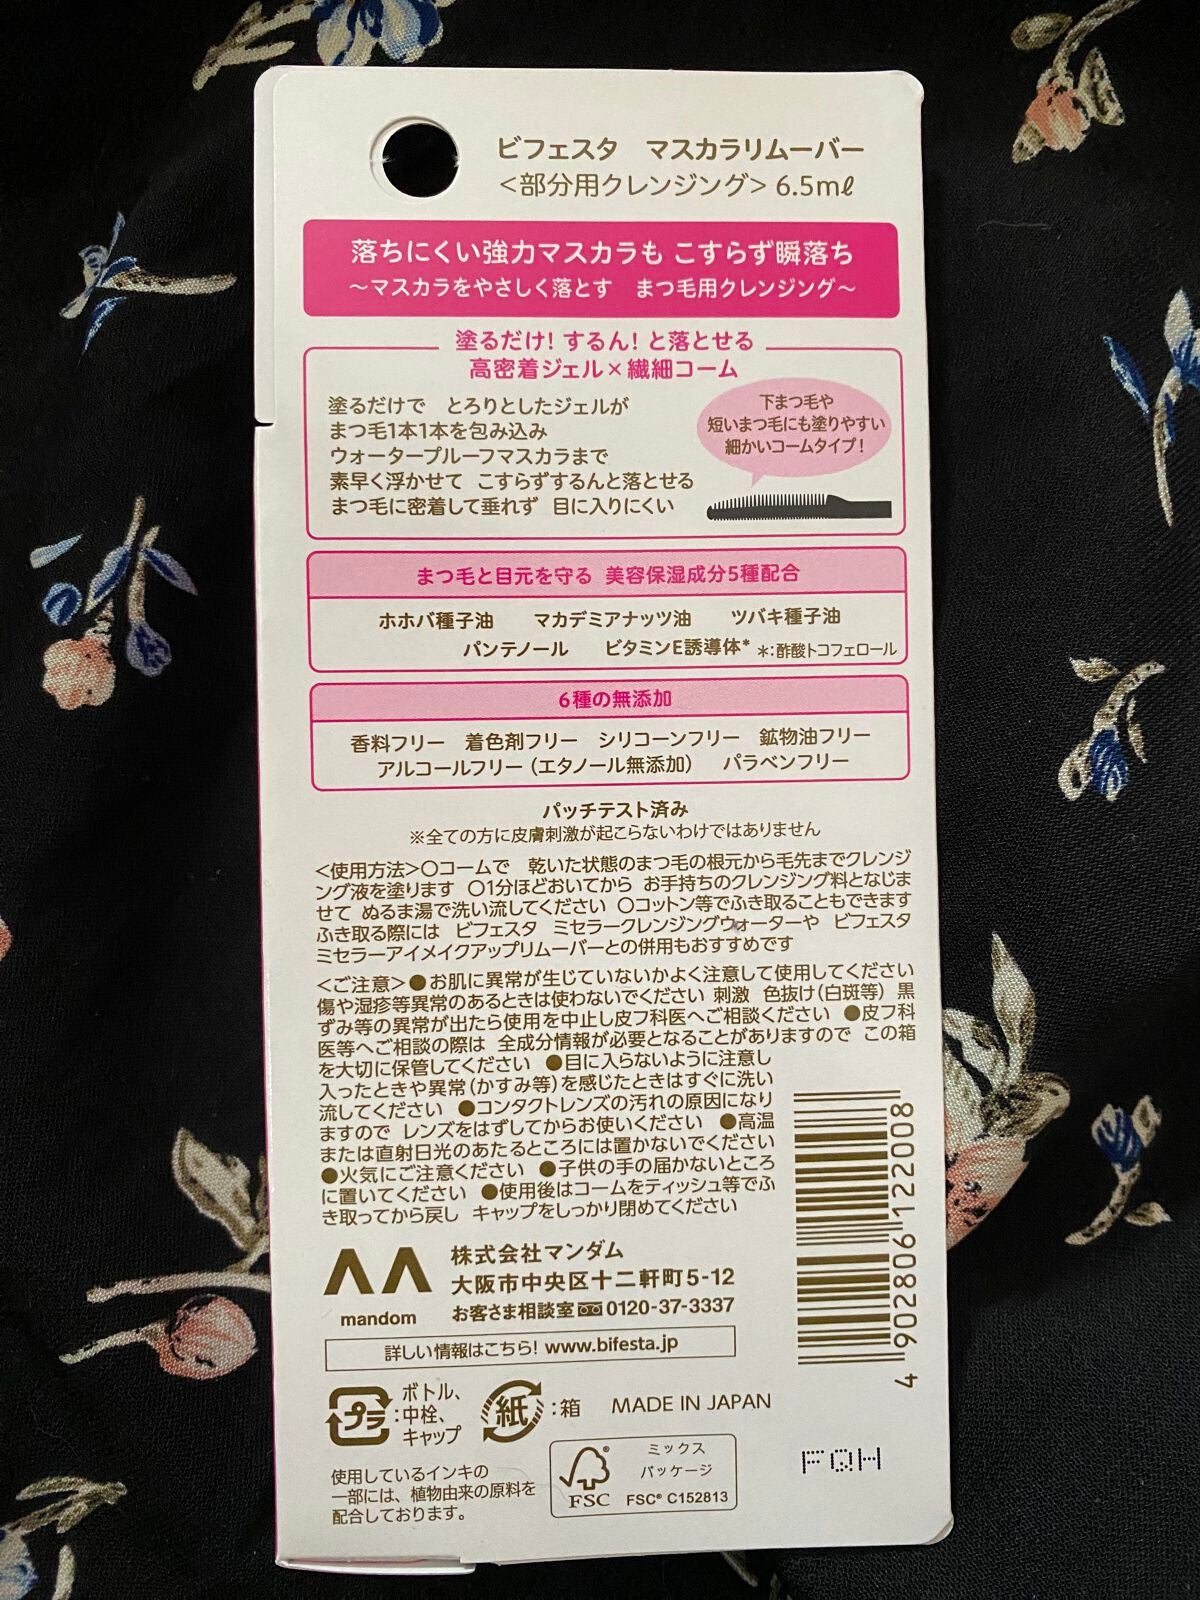 ビフェスタ　マスカラリムーバー
＜部分用クレンジング＞ 6.5mℓ
落ちにくい強力マスカラも こすらず瞬落ち
～マスカラをやさしく落とす　まつ毛用クレンジング～
塗るだけ! するん! と落とせる
高密着ジェル×繊細コーム
塗るだけで　とろりとしたジェルが
まつ毛1本1本を包み込み
ウォータープルーフマスカラまで
素早く浮かせて　こすらずするんと落とせる
まつ毛に密着して垂れず　目に入りにくい
下まつ毛や
短いまつ毛にも塗りやすい
細かいコームタイプ!
まつ毛と目元を守る 美容保湿成分5種配合
ホホバ種子油　マカデミアナッツ油　ツバキ種子油
パンテノール　ビタミンE誘導体*　＊:酢酸トコフェロール
6種の無添加
香料フリー　着色剤フリー　シリコーンフリー　鉱物油フリー
アルコールフリー（エタノール無添加）　パラベンフリー
パッチテスト済み
※全ての方に皮膚刺激が起こらないわけではありません
＜使用方法＞○コームで　乾いた状態のまつ毛の根元から毛先までクレンジ
ング液を塗ります　○1分ほどおいてから　お手持ちのクレンジング料となじま
せて　ぬるま湯で洗い流してください　○コットン等でふき取ることもできます
ふき取る際には　ビフェスタ　ミセラークレンジングウォーターや　ビフェスタ
ミセラーアイメイクアップリムーバーとの併用もおすすめです
＜ご注意＞●お肌に異常が生じていないかよく注意して使用してください
傷や湿疹等異常のあるときは使わないでください 刺激　色抜け（白斑等）　黒
ずみ等の異常が出たら使用を中止し皮フ科医へご相談ください　●皮フ科
医等へご相談の際は　全成分情報が必要となることがありますので　この箱
を大切に保管してください　●目に入らないように注意し
入ったときや異常（かすみ等）を感じたときはすぐに洗い
流してください　●コンタクトレンズの汚れの原因になり
ますので　レンズをはずしてからお使いください　●高温
または直射日光のあたるところには置かないでください
●火気にご注意ください　●子供の手の届かないところ
に置いてください　●使用後はコームをティッシュ等でふ
き取ってから戻し　キャップをしっかり閉めてください
4902806122008
mandom
株式会社マンダム
大阪市中央区十二軒町5-12
お客さま相談室 0120-37-3337
詳しい情報はこちら! www.bifesta.jp
プラ
:ボトル、
中栓、
キャップ
紙
:箱
MADE IN JAPAN
使用しているインキの
一部には、植物由来の原料を
配合しております。
FSC
ミックス
パッケージ
FSC® C152813
FQH